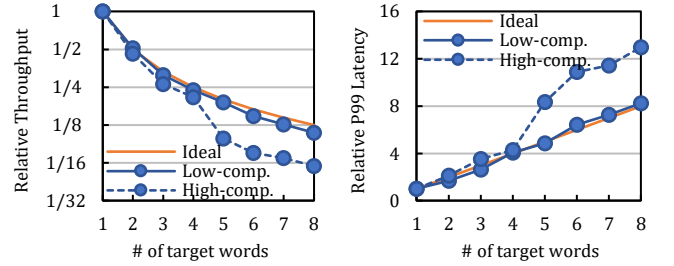 Relative Throughput
1
1/2
1/4
1/8
1/16
1/32
Ideal
Low-comp.
High-comp.
1 2 3 4 5 6 7 8
# of target words
Relative P99 Latency
16
12
8
4
0
Ideal
Low-comp.
High-comp.
1 2 3 4 5 6 7 8
# of target words